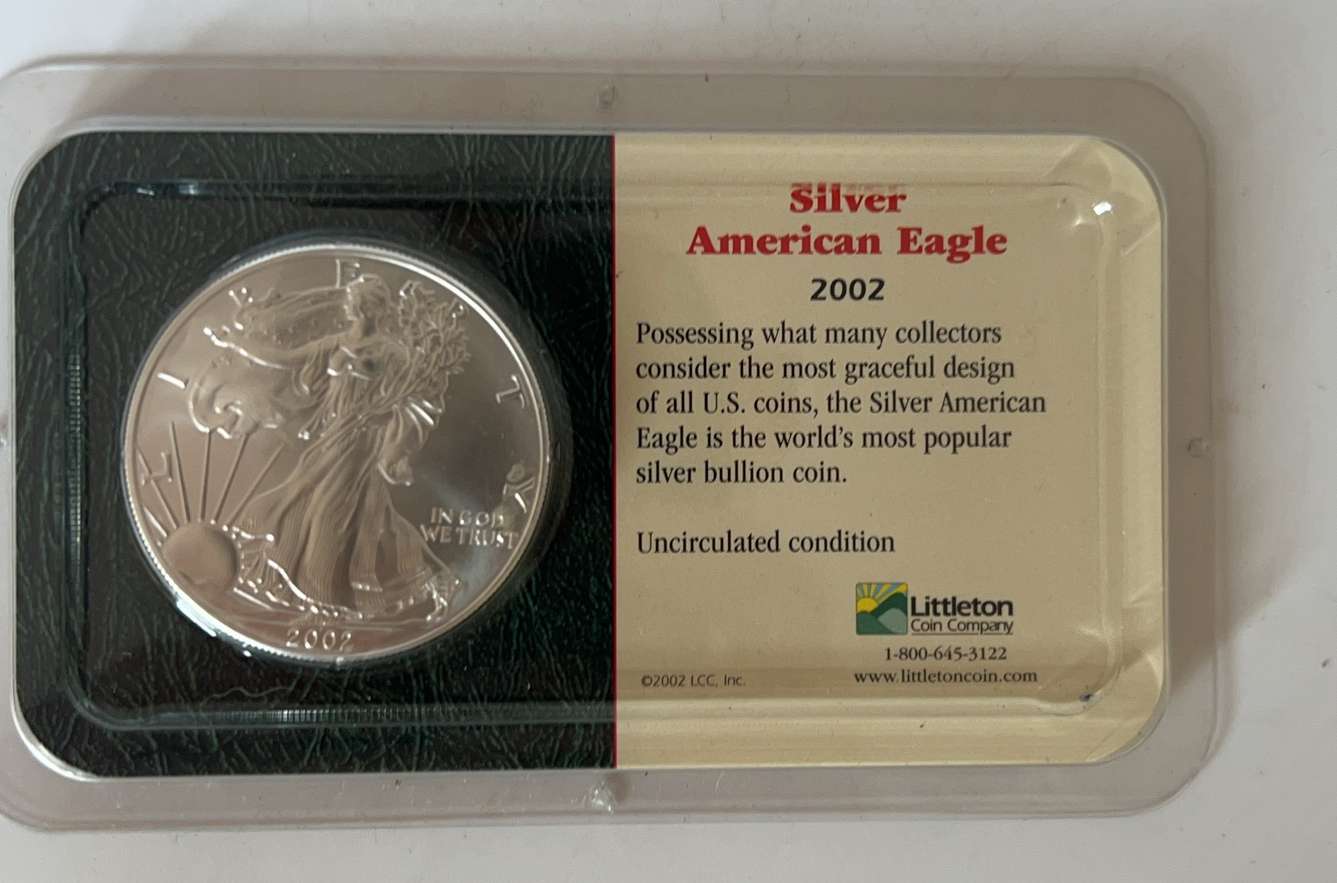 LIBERTY
IN GOD
WE TRUST
2002
Silver
American Eagle
2002
Possessing what many collectors
consider the most graceful design
of all U.S. coins, the Silver American
Eagle is the world's most popular
silver bullion coin.
Uncirculated condition
Littleton
Coin Company
1-800-645-3122
©2002 LCC, Inc.
www.littletoncoin.com